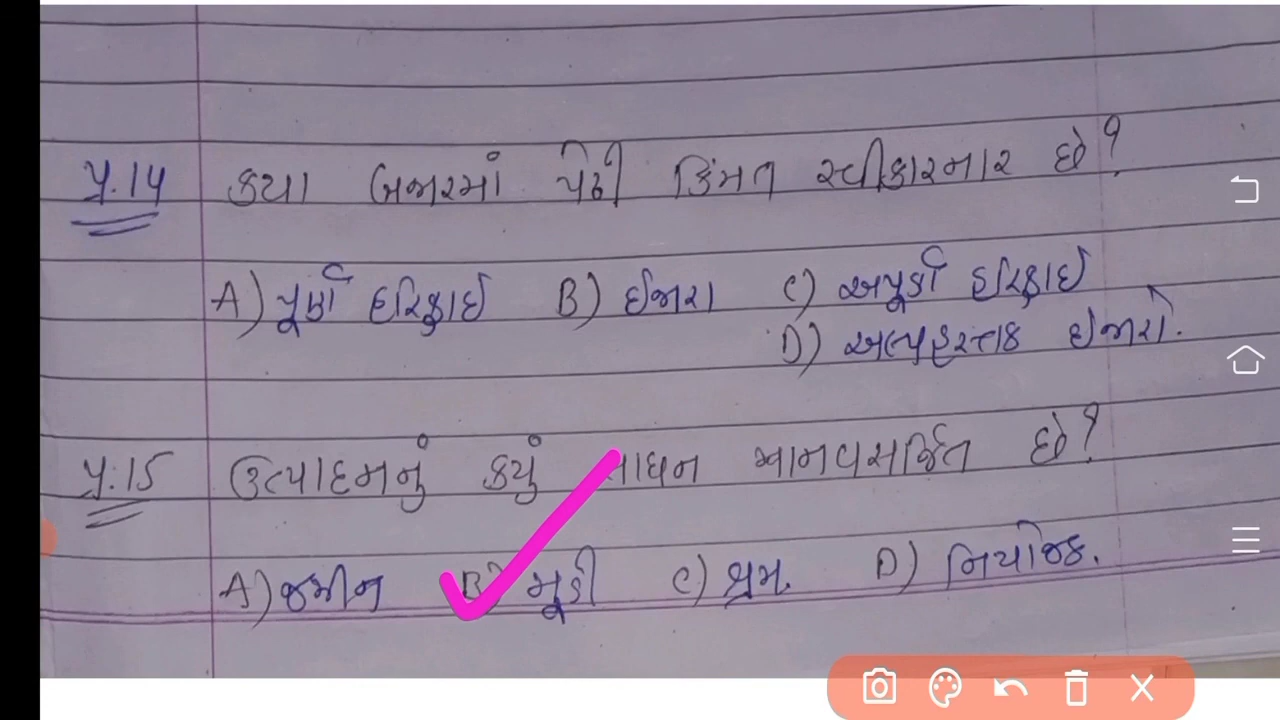 પ્ર.14 કયા બજારમાં પેઢી કિંમત સ્વીકારનાર છે?
A) પૂર્ણ હરિફાઈ B) ઈજારા C) અપૂર્ણ હરિફાઈ
D) અલ્પહસ્તક ઈજારો.
પ્ર.15 ઉત્પાદનનું કયું સાધન માનવસર્જિત છે?
A) જમીન B) મૂડી C) શ્રમ. D) નિયોજક.